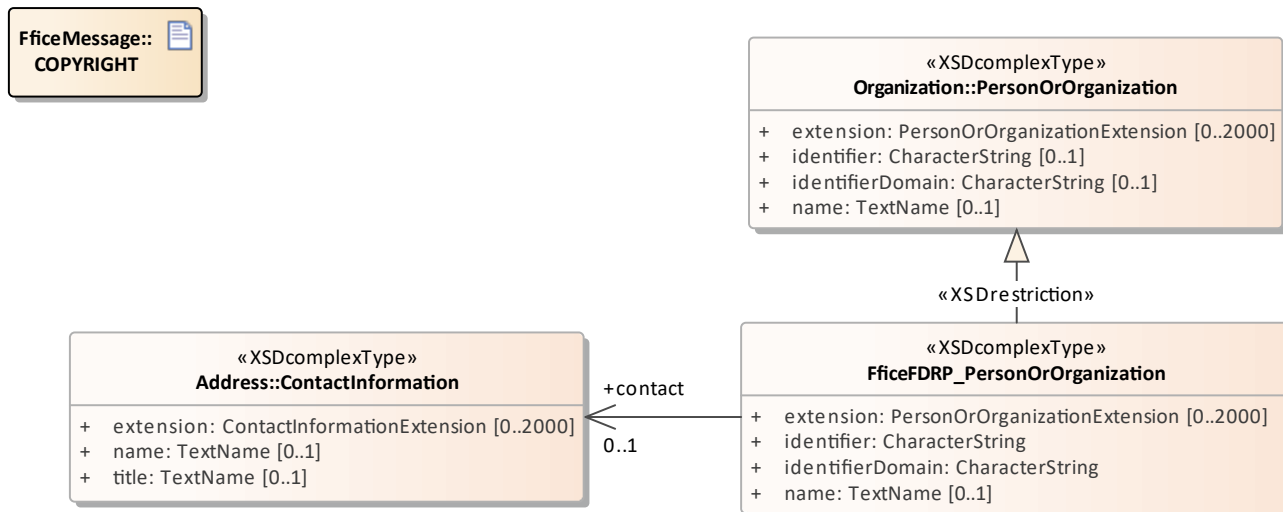 FficeMessage::
COPYRIGHT
«XSDcomplexType»
Organization::PersonOrOrganization
+ extension: PersonOrOrganizationExtension [0..2000]
+ identifier: CharacterString [0..1]
+ identifierDomain: CharacterString [0..1]
+ name: TextName [0..1]
«XSDrestriction»
«XSDcomplexType»
Address::ContactInformation
+ extension: ContactInformationExtension [0..2000]
+ name: TextName [0..1]
+ title: TextName [0..1]
+contact
0..1
«XSDcomplexType»
FficeFDRP_PersonOrOrganization
+ extension: PersonOrOrganizationExtension [0..2000]
+ identifier: CharacterString
+ identifierDomain: CharacterString
+ name: TextName [0..1]